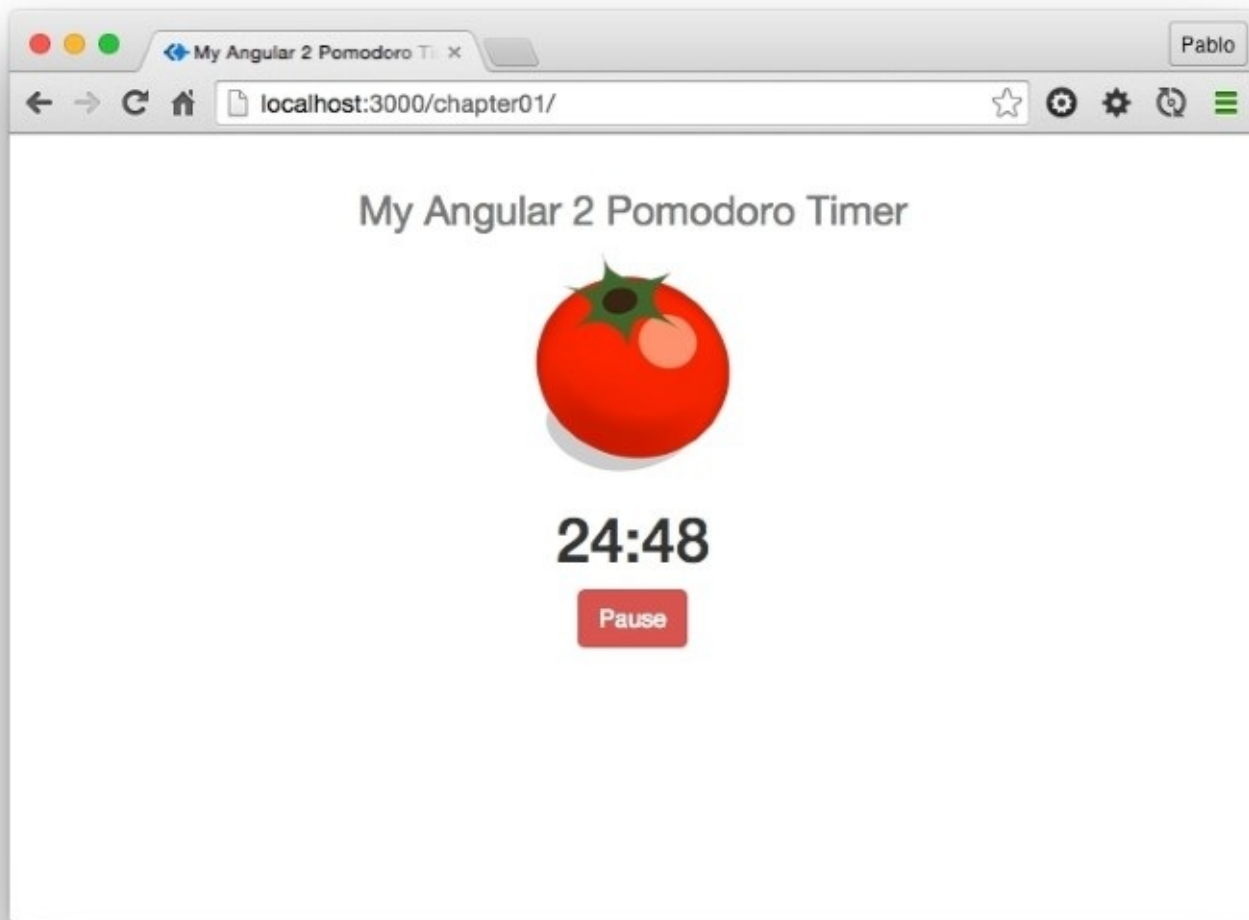 My Angular 2 Pomodoro Ti
Pablo
localhost:3000/chapter01/
My Angular 2 Pomodoro Timer
24:48
Pause